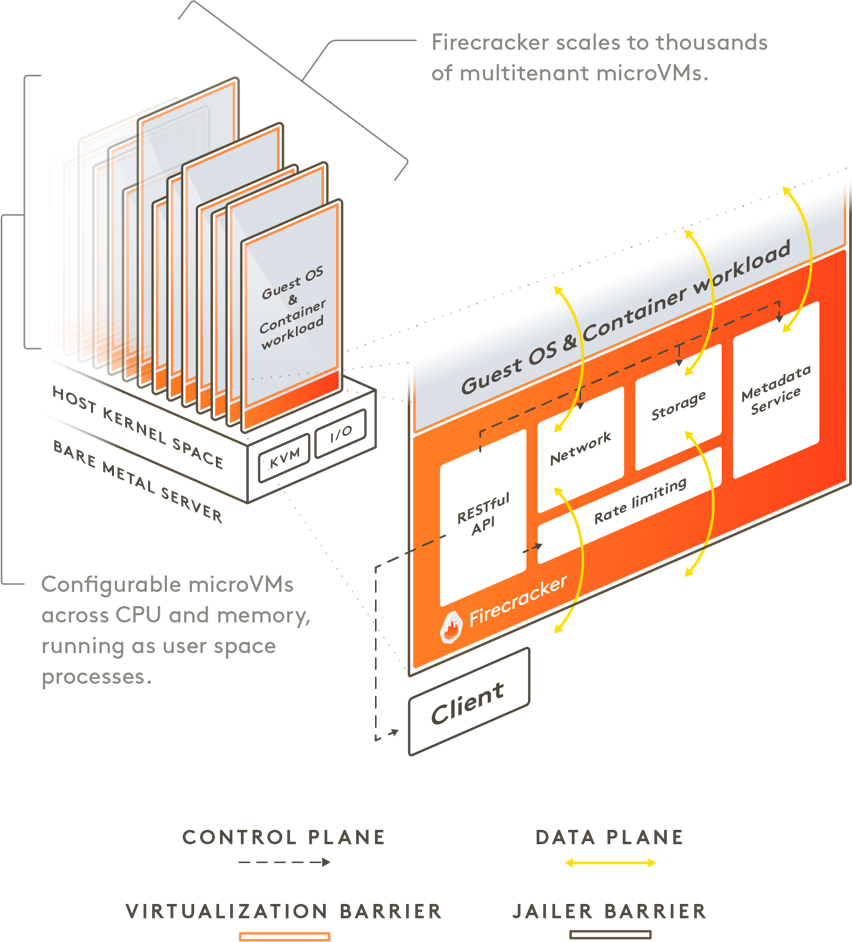 Firecracker scales to thousands
of multitenant microVMs.
Guest OS
&
Container
workload
HOST KERNEL SPACE
BARE METAL SERVER
KVM
I/O
Configurable microVMs
across CPU and memory,
running as user space
processes.
Guest OS & Container workload
RESTful
API
Network
Storage
Metadata
Service
Rate limiting
Firecracker
Client
CONTROL PLANE
DATA PLANE
VIRTUALIZATION BARRIER
JAILER BARRIER